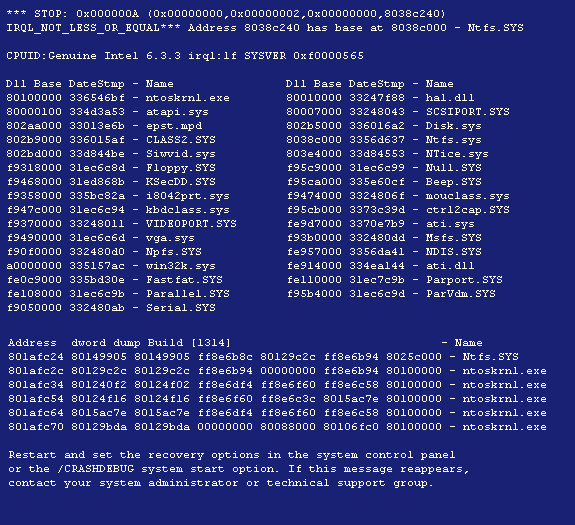 *** STOP: 0x0000000A (0x00000000,0x00000002,0x00000000,8038c240)
IRQL_NOT_LESS_OR_EQUAL*** Address 8038c240 has base at 8038c000 - Ntfs.SYS
CPUID:Genuine Intel 6.3.3 irql:lf SYSVER 0xf0000565
Dll Base DateStmp - Name Dll Base DateStmp - Name
80100000 336546bf - ntoskrnl.exe 80010000 33247f88 - hal.dll
80000100 334d3a53 - atapi.sys 80007000 33248043 - SCSIPORT.SYS
802aa000 33013e6b - epst.mpd 802b5000 336016a2 - Disk.sys
802b9000 336015af - CLASS2.SYS 8038c000 3356d637 - Ntfs.sys
802bd000 33d844be - Siwvid.sys 803e4000 33d84553 - NTice.sys
f9318000 31ec6c8d - Floppy.SYS f95c9000 31ec6c99 - Null.SYS
f9468000 31ed868b - KSecDD.SYS f95ca000 335e60cf - Beep.SYS
f9358000 335bc82a - i8042prt.sys f9474000 3324806f - mouclass.sys
f947c000 31ec6c94 - kbdclass.sys f95cb000 3373c39d - ctrl2cap.SYS
f9370000 33248011 - VIDEOPORT.SYS fe9d7000 3370e7b9 - ati.sys
f9490000 31ec6c6d - vga.sys f93b0000 332480dd - Msfs.SYS
f90f0000 332480d0 - Npfs.SYS fe957000 3356da41 - NDIS.SYS
a0000000 335157ac - win32k.sys fe914000 334ea144 - ati.dll
fe0c9000 335bd30e - Fastfat.SYS fe110000 31ec7c9b - Parport.SYS
fe108000 31ec6c9b - Parallel.SYS f95b4000 31ec6c9d - ParVdm.SYS
f9050000 332480ab - Serial.SYS
Address dword dump Build [1314] - Name
801afc24 80149905 80149905 ff8e6b8c 80129c2c ff8e6b94 8025c000 - Ntfs.SYS
801afc2c 80129c2c 80129c2c ff8e6b94 00000000 ff8e6b94 80100000 - ntoskrnl.exe
801afc34 801240f2 80124f02 ff8e6df4 ff8e6f60 ff8e6c58 80100000 - ntoskrnl.exe
801afc54 80124f16 80124f16 ff8e6f60 ff8e6c3c 8015ac7e 80100000 - ntoskrnl.exe
801afc64 8015ac7e 8015ac7e ff8e6df4 ff8e6f60 ff8e6c58 80100000 - ntoskrnl.exe
801afc70 80129bda 80129bda 00000000 80088000 80106fc0 80100000 - ntoskrnl.exe
Restart and set the recovery options in the system control panel
or the /CRASHDEBUG system start option. If this message reappears,
contact your system administrator or technical support group.